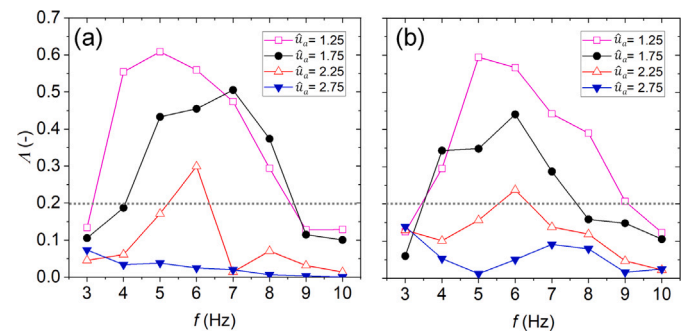 (a)
û_a= 1.25
û_a= 1.75
û_a= 2.25
û_a= 2.75
0.7
0.6
0.5
0.4
0.3
0.2
0.1
0.0
Λ (-)
3 4 5 6 7 8 9 10
f (Hz)
(b)
û_a= 1.25
û_a= 1.75
û_a= 2.25
û_a= 2.75
3 4 5 6 7 8 9 10
f (Hz)